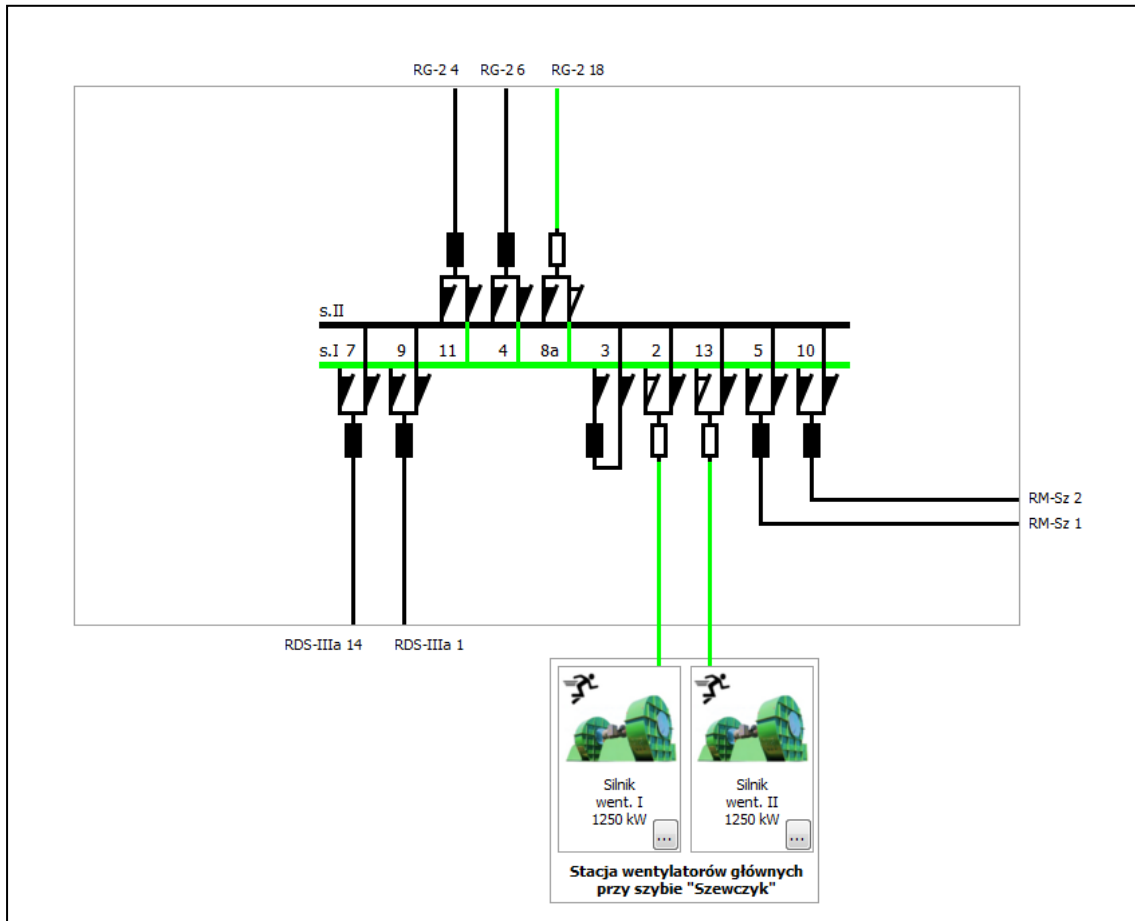 RG-2 4 RG-2 6 RG-2 18
s.II
s.I 7 9 11 4 8a 3 2 13 5 10
RM-Sz 2
RM-Sz 1
RDS-IIIa 14 RDS-IIIa 1
Silnik
went. I
1250 kW
...
Silnik
went. II
1250 kW
...
Stacja wentylatorów głównych
przy szybie "Szewczyk"